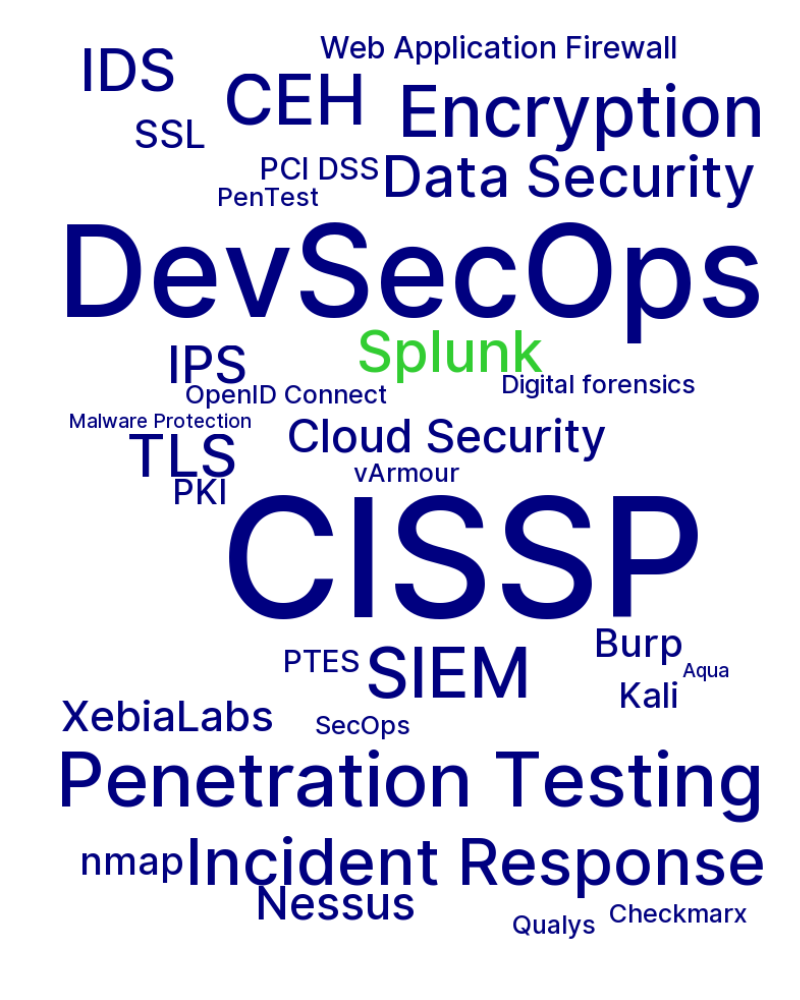 Web Application Firewall
IDS
CEH
Encryption
SSL
PCI DSS
Data Security
PenTest
DevSecOps
Splunk
IPS
Digital forensics
OpenID Connect
Malware Protection
Cloud Security
TLS
vArmour
PKI
CISSP
Burp
PTES
SIEM
Aqua
Kali
XebiaLabs
SecOps
Penetration Testing
nmap
Incident Response
Nessus
Checkmarx
Qualys